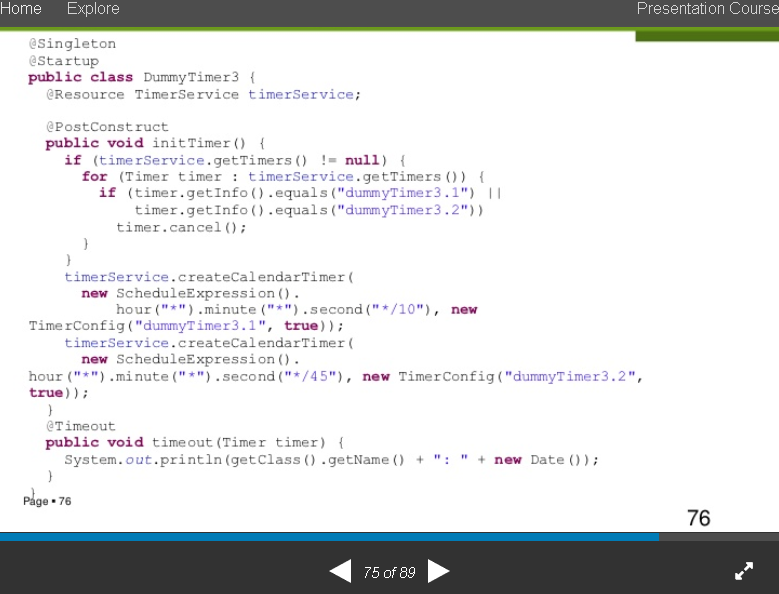 Home Explore Presentation Course
@Singleton
@Startup
public class DummyTimer3 {
@Resource TimerService timerService;
@PostConstruct
public void initTimer() {
if (timerService.getTimers() != null) {
for (Timer timer : timerService.getTimers()) {
if (timer.getInfo().equals("dummyTimer3.1") ||
timer.getInfo().equals("dummyTimer3.2"))
timer.cancel();
}
}
timerService.createCalendarTimer(
new ScheduleExpression().
hour("*").minute("*").second("*/10"), new
TimerConfig("dummyTimer3.1", true));
timerService.createCalendarTimer(
new ScheduleExpression().
hour("*").minute("*").second("*/45"), new TimerConfig("dummyTimer3.2",
true));
}
@Timeout
public void timeout(Timer timer) {
System.out.println(getClass().getName() + ": " + new Date());
}
}
Page ▪ 76
76
75 of 89